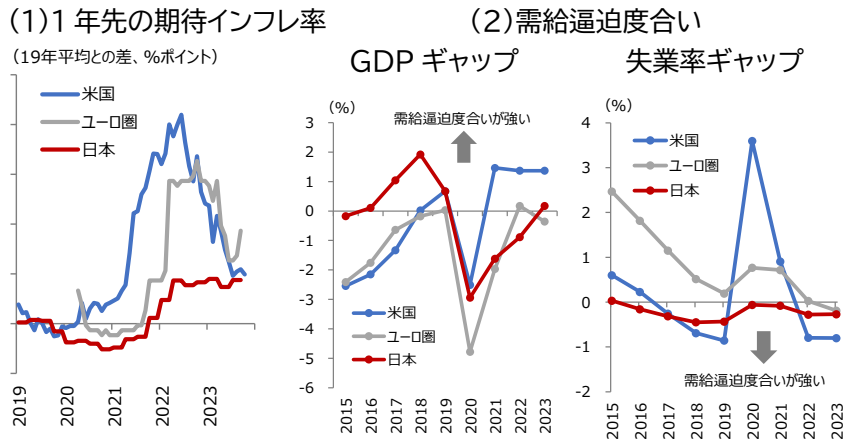 (1)1年先の期待インフレ率
(19年平均との差、%ポイント)
米国
ユーロ圏
日本
2019
2020
2021
2022
2023
(2)需給逼迫度合い
GDP ギャップ
(%)
需給逼迫度合いが強い
3
2
1
0
-1
-2
-3
-4
-5
-6
米国
ユーロ圏
日本
2015
2016
2017
2018
2019
2020
2021
2022
2023
失業率ギャップ
(%)
4
3
2
1
0
-1
-2
米国
ユーロ圏
日本
需給逼迫度合いが強い
2015
2016
2017
2018
2019
2020
2021
2022
2023